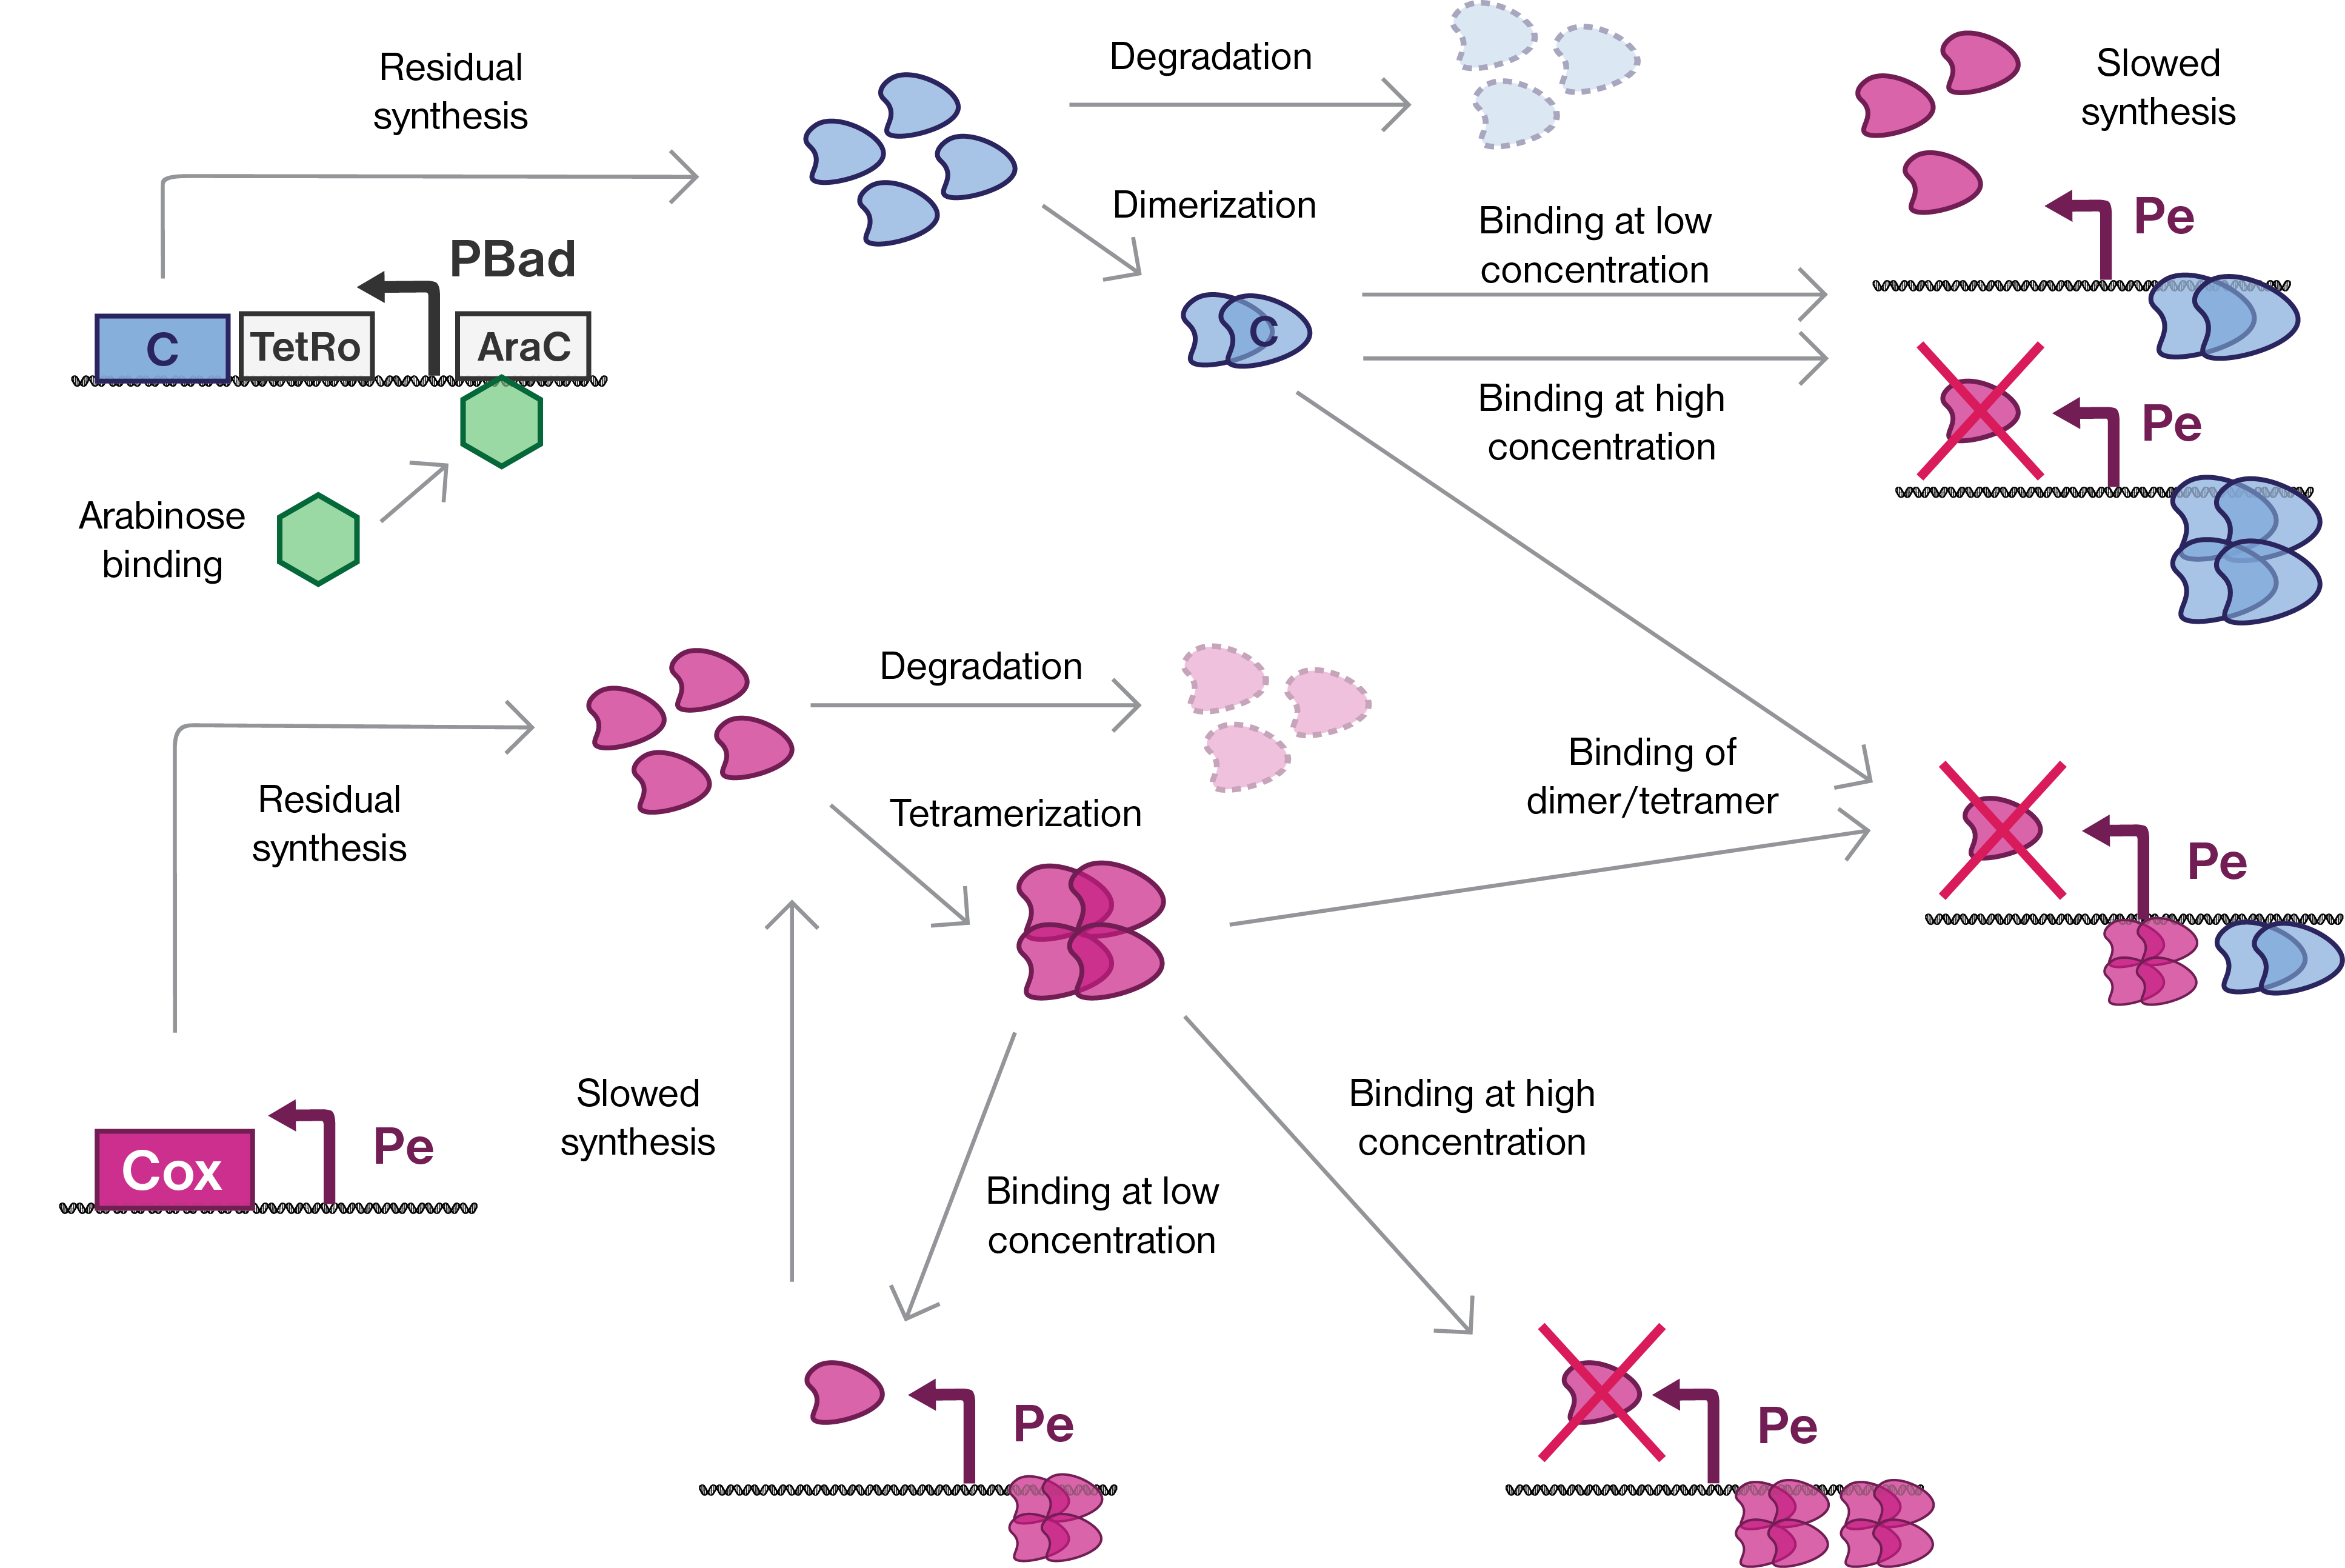 Residual
synthesis
Degradation
Slowed
synthesis
Dimerization
Binding at low
concentration
Pe
PBad
C
TetRo
AraC
C
Binding at high
concentration
Pe
Arabinose
binding
Degradation
Residual
synthesis
Tetramerization
Binding of
dimer/tetramer
Pe
Cox
Pe
Slowed
synthesis
Binding at low
concentration
Binding at high
concentration
Pe
Pe